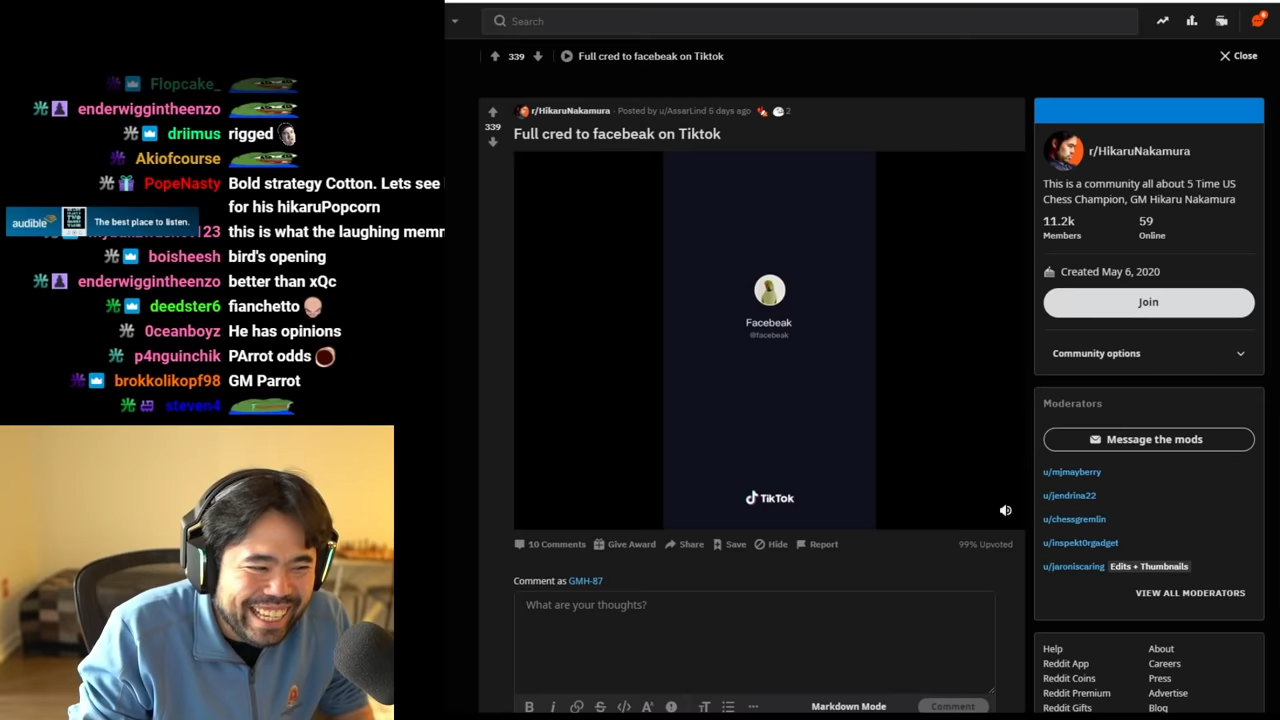 Search
339
Full cred to facebeak on Tiktok
Close
Flopcake_
enderwiggintheenzo
driimus rigged
Akiofcourse
PopeNasty Bold strategy Cotton. Lets see
for his hikaruPopcorn
audible The best place to listen.
123 this is what the laughing
boisheesh bird's opening
enderwiggintheenzo better than xQc
deedster6 fianchetto
0ceanboyz He has opinions
p4nguinchik PArrot odds
brokkolikopf98 GM Parrot
steven4
r/HikaruNakamura · Posted by u/AssarLind 5 days ago 2
339
Full cred to facebeak on Tiktok
Facebeak
@facebeak
TikTok
10 Comments Give Award Share Save Hide Report 99% Upvoted
Comment as GMH-87
What are your thoughts?
B i S </> A T ...
Markdown Mode Comment
r/HikaruNakamura
This is a community all about 5 Time US
Chess Champion, GM Hikaru Nakamura
11.2k 59
Members Online
Created May 6, 2020
Join
Community options
Moderators
Message the mods
u/mjmayberry
u/jendrina22
u/chessgremlin
u/inspekt0rgadget
u/jaroniscaring Edits + Thumbnails
VIEW ALL MODERATORS
Help About
Reddit App Careers
Reddit Coins Press
Reddit Premium Advertise
Reddit Gifts Blog